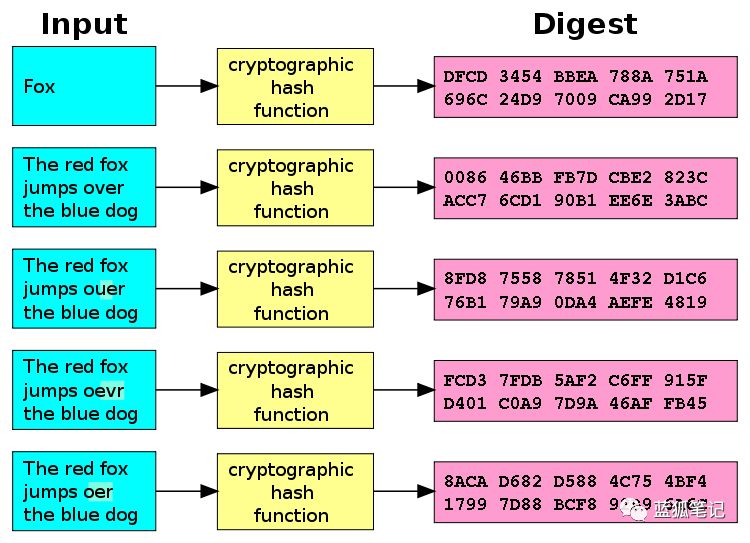 Input
Digest
Fox
cryptographic
hash
function
DFCD 3454 BBEA 788A 751A
696C 24D9 7009 CA99 2D17
The red fox
jumps over
the blue dog
cryptographic
hash
function
0086 46BB FB7D CBE2 823C
ACC7 6CD1 90B1 EE6E 3ABC
The red fox
jumps ouer
the blue dog
cryptographic
hash
function
8FD8 7558 7851 4F32 D1C6
76B1 79A9 0DA4 AEFE 4819
The red fox
jumps oevr
the blue dog
cryptographic
hash
function
FCD3 7FDB 5AF2 C6FF 915F
D401 C0A9 7D9A 46AF FB45
The red fox
jumps oer
the blue dog
cryptographic
hash
function
8ACA D682 D588 4C75 4BF4
1799 7D88 BCF8
蓝狐笔记